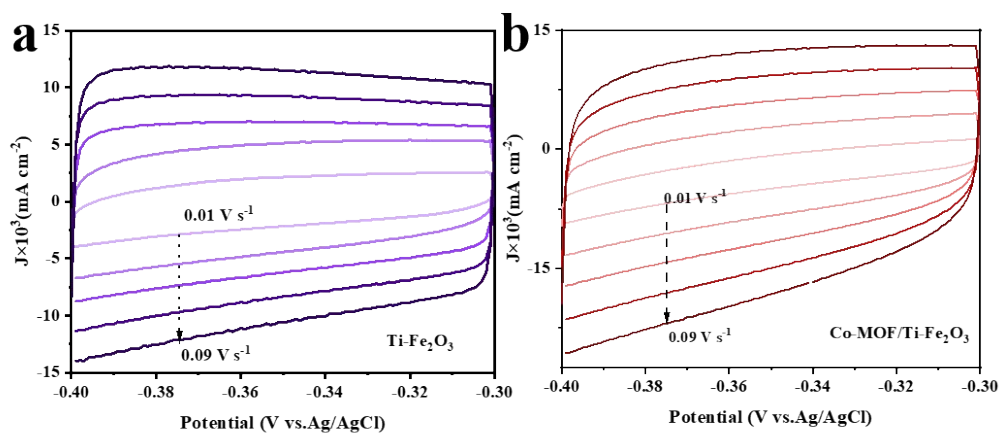 a
15
10
5
0
-5
-10
-15
-0.40
-0.38
-0.36
-0.34
-0.32
-0.30
J×10³(mA cm⁻²)
Potential (V vs.Ag/AgCl)
0.01 V s⁻¹
0.09 V s⁻¹
Ti-Fe₂O₃
b
15
0
-15
-0.40
-0.38
-0.36
-0.34
-0.32
-0.30
J×10³(mA cm⁻²)
Potential (V vs.Ag/AgCl)
0.01 V s⁻¹
0.09 V s⁻¹
Co-MOF/Ti-Fe₂O₃